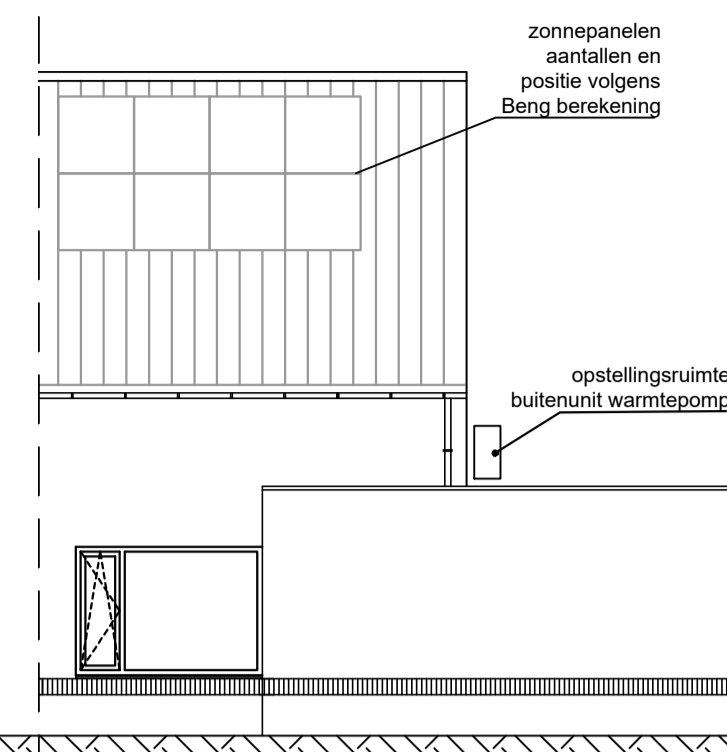 zonnepanelen
aantallen en
positie volgens
Beng berekening
opstellingsruimte
buitenunit warmtepomp